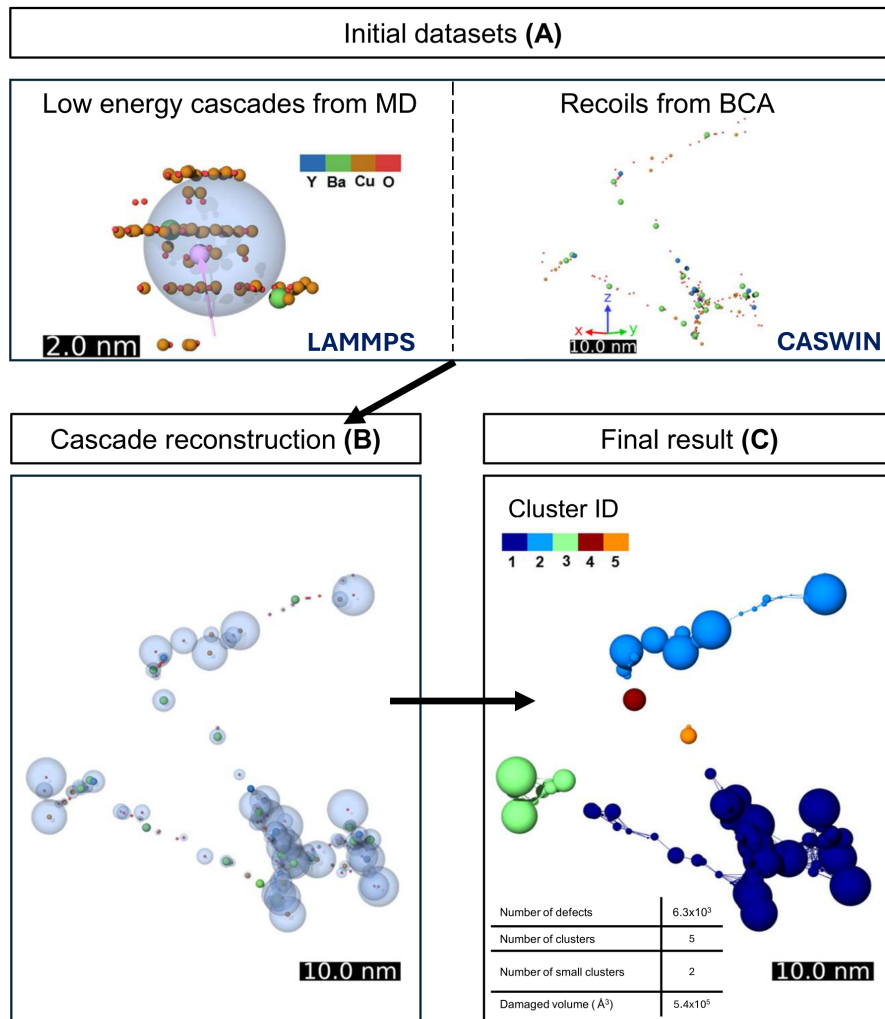 Initial datasets (A)
Low energy cascades from MD
Y Ba Cu O
2.0 nm
LAMMPS
Recoils from BCA
z
x y
10.0 nm
CASWIN
Cascade reconstruction (B)
10.0 nm
Final result (C)
Cluster ID
1 2 3 4 5
Number of defects 6.3x10³
Number of clusters 5
Number of small clusters 2
Damaged volume (Å³) 5.4x10⁵
10.0 nm